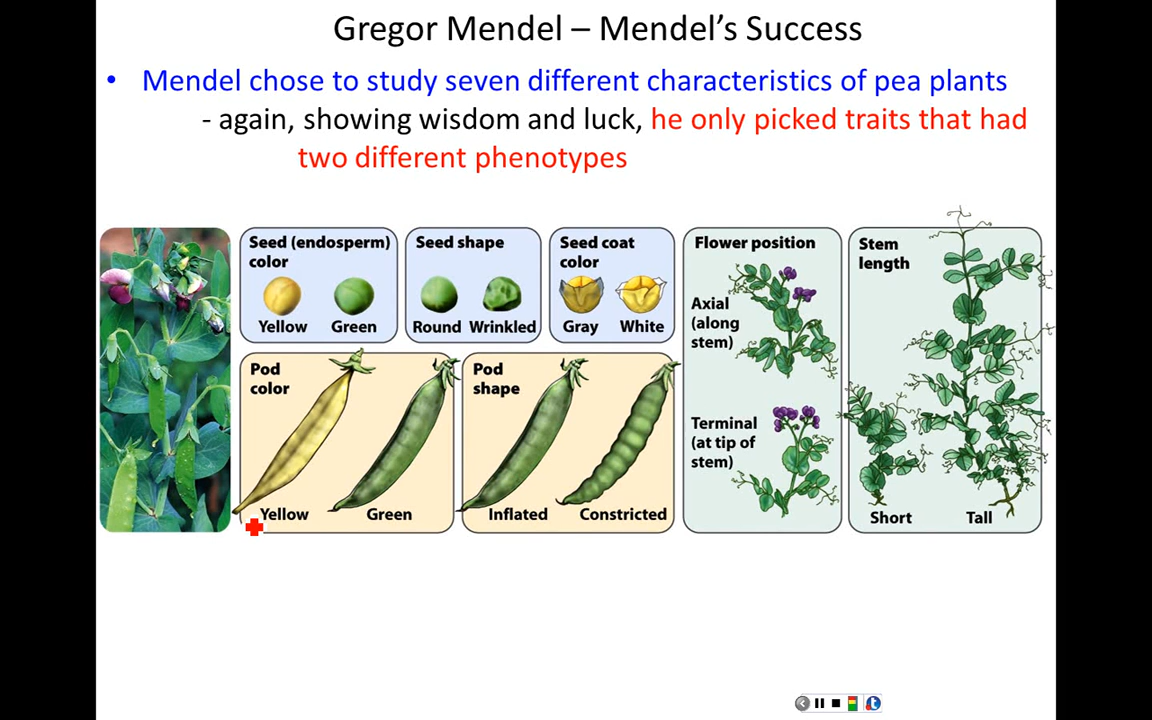 Gregor Mendel – Mendel’s Success
• Mendel chose to study seven different characteristics of pea plants
- again, showing wisdom and luck, he only picked traits that had
two different phenotypes
Seed (endosperm)
color
Yellow
Green
Seed shape
Round
Wrinkled
Seed coat
color
Gray
White
Pod
color
Yellow
Green
Pod
shape
Inflated
Constricted
Flower position
Axial
(along
stem)
Terminal
(at tip of
stem)
Stem
length
Short
Tall